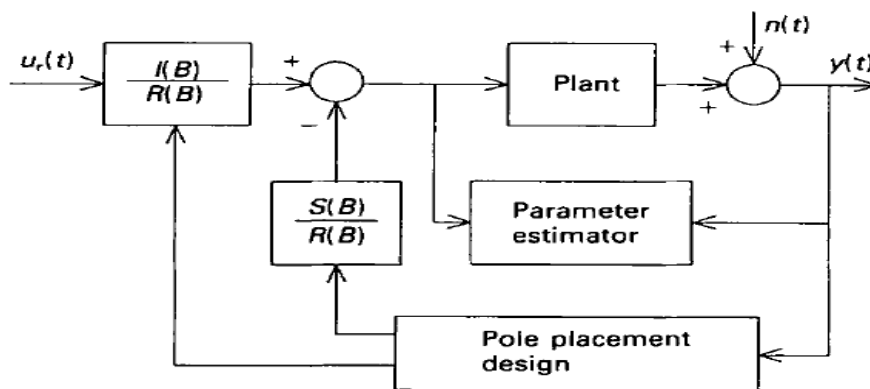 n(t)
u_r(t)
I(B)
R(B)
+
−
Plant
+
+
y(t)
S(B)
R(B)
Parameter
estimator
Pole placement
design